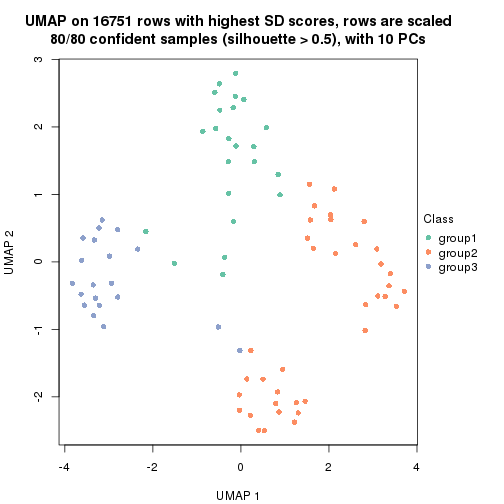 UMAP on 16751 rows with highest SD scores, rows are scaled
80/80 confident samples (silhouette > 0.5), with 10 PCs
3
2
1
0
-1
-2
UMAP 2
-4
-2
0
2
4
UMAP 1
Class
group1
group2
group3